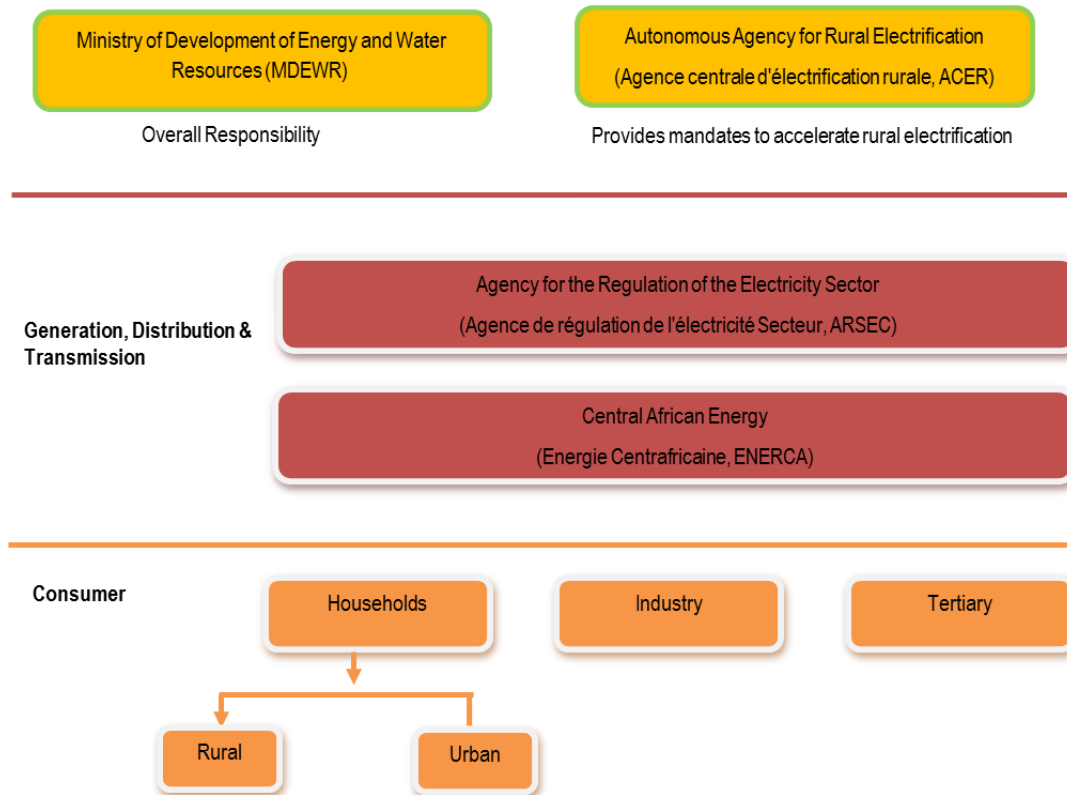 Ministry of Development of Energy and Water
Resources (MDEWR)
Autonomous Agency for Rural Electrification
(Agence centrale d'électrification rurale, ACER)
Overall Responsibility
Provides mandates to accelerate rural electrification
Generation, Distribution &
Transmission
Agency for the Regulation of the Electricity Sector
(Agence de régulation de l'électricité Secteur, ARSEC)
Central African Energy
(Energie Centrafricaine, ENERCA)
Consumer
Households
Industry
Tertiary
Rural
Urban